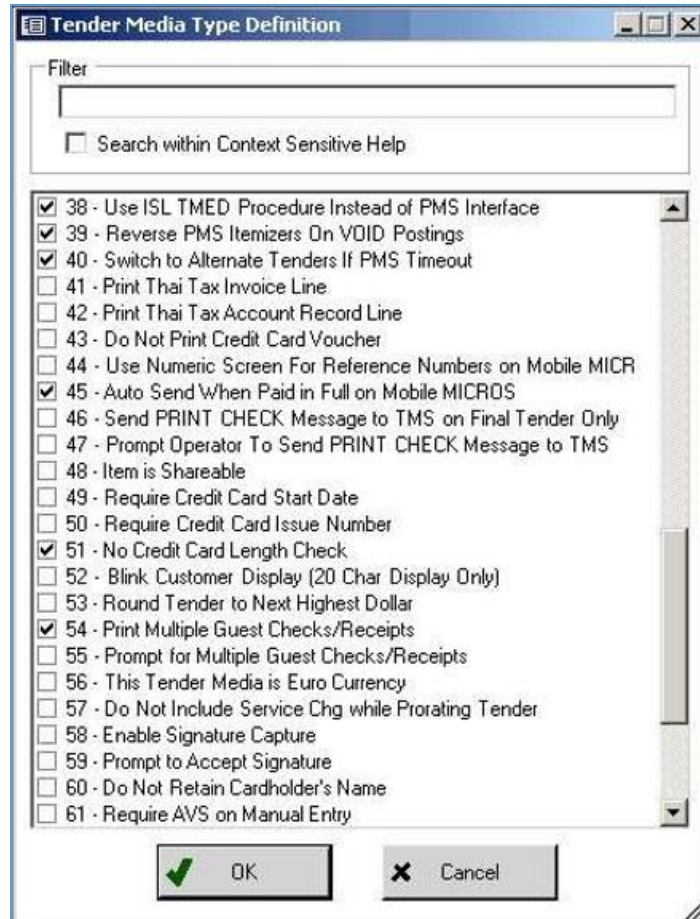 Tender Media Type Definition
Filter
Search within Context Sensitive Help
38 - Use ISL TMED Procedure Instead of PMS Interface
39 - Reverse PMS Itemizers On VOID Postings
40 - Switch to Alternate Tenders If PMS Timeout
41 - Print Thai Tax Invoice Line
42 - Print Thai Tax Account Record Line
43 - Do Not Print Credit Card Voucher
44 - Use Numeric Screen For Reference Numbers on Mobile MICR
45 - Auto Send When Paid in Full on Mobile MICROS
46 - Send PRINT CHECK Message to TMS on Final Tender Only
47 - Prompt Operator To Send PRINT CHECK Message to TMS
48 - Item is Shareable
49 - Require Credit Card Start Date
50 - Require Credit Card Issue Number
51 - No Credit Card Length Check
52 - Blink Customer Display (20 Char Display Only)
53 - Round Tender to Next Highest Dollar
54 - Print Multiple Guest Checks/Receipts
55 - Prompt for Multiple Guest Checks/Receipts
56 - This Tender Media is Euro Currency
57 - Do Not Include Service Chg while Prorating Tender
58 - Enable Signature Capture
59 - Prompt to Accept Signature
60 - Do Not Retain Cardholder's Name
61 - Require AVS on Manual Entry
OK Cancel